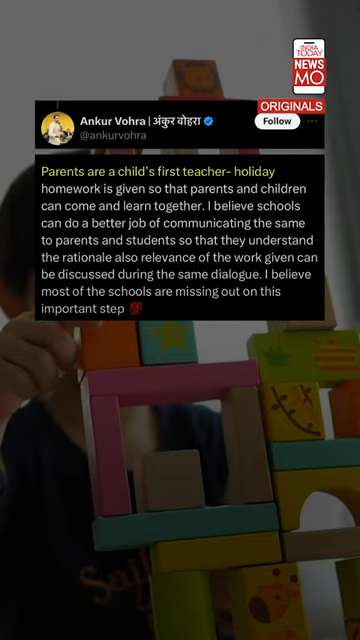 INDIA
TODAY
NEWS
MO
ORIGINALS
Ankur Vohra | अंकुर वोहरा
Follow
@ankurvohra
Parents are a child's first teacher- holiday
homework is given so that parents and children
can come and learn together. I believe schools
can do a better job of communicating the same
to parents and students so that they understand
the rationale also relevance of the work given can
be discussed during the same dialogue. I believe
most of the schools are missing out on this
important step 💯